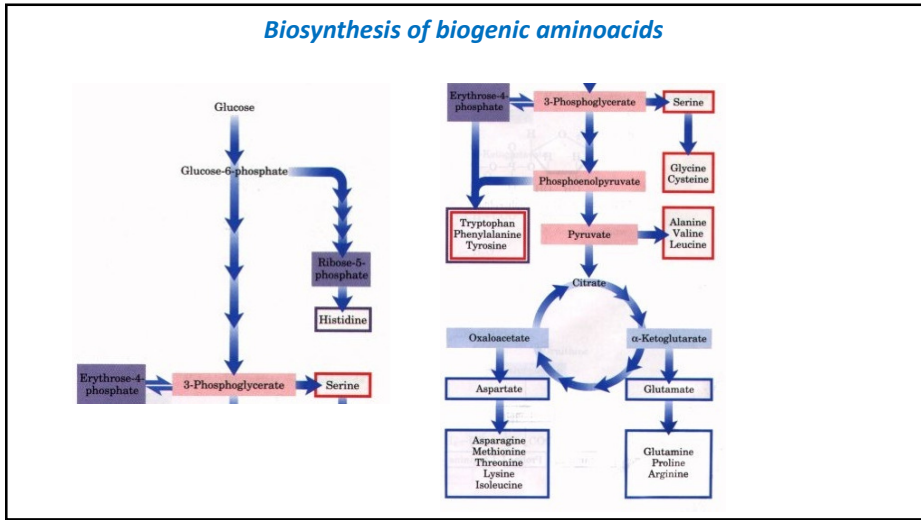 Biosynthesis of biogenic aminoacids
Glucose
Glucose-6-phosphate
Ribose-5-
phosphate
Histidine
Erythrose-4-
phosphate
3-Phosphoglycerate
Serine
Erythrose-4-
phosphate
3-Phosphoglycerate
Serine
Glycine
Cysteine
Phosphoenolpyruvate
Tryptophan
Phenylalanine
Tyrosine
Pyruvate
Alanine
Valine
Leucine
Citrate
Oxaloacetate
α-Ketoglutarate
Aspartate
Glutamate
Asparagine
Methionine
Threonine
Lysine
Isoleucine
Glutamine
Proline
Arginine